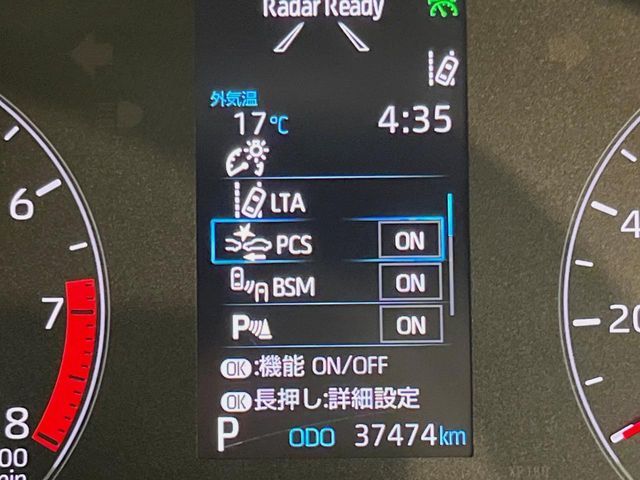 Radar Ready
外気温
17℃
4:35
LTA
PCS ON
BSM ON
P ON
OK:機能 ON/OFF
OK長押し:詳細設定
P ODO 37474km
6
7
8
00
4
20